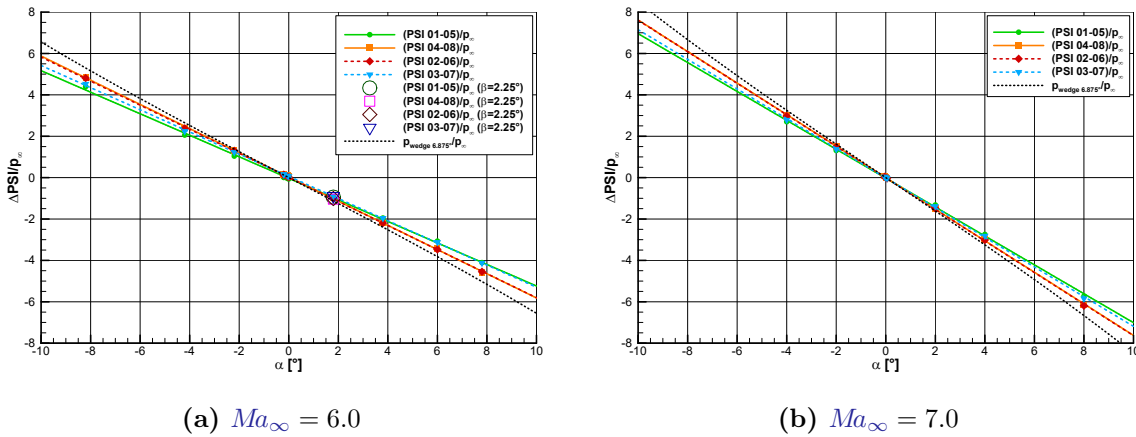 8
6
4
2
0
-2
-4
-6
-8
ΔPSI/p∞
-10 -8 -6 -4 -2 0 2 4 6 8 10
α [°]
(PSI 01-05)/p∞
(PSI 04-08)/p∞
(PSI 02-06)/p∞
(PSI 03-07)/p∞
(PSI 01-05)/p∞ (β=2.25°)
(PSI 04-08)/p∞ (β=2.25°)
(PSI 02-06)/p∞ (β=2.25°)
(PSI 03-07)/p∞ (β=2.25°)
pwedge 6.875°/p∞
(a) Ma∞ = 6.0
8
6
4
2
0
-2
-4
-6
-8
ΔPSI/p∞
-10 -8 -6 -4 -2 0 2 4 6 8 10
α [°]
(PSI 01-05)/p∞
(PSI 04-08)/p∞
(PSI 02-06)/p∞
(PSI 03-07)/p∞
pwedge 6.875°/p∞
(b) Ma∞ = 7.0